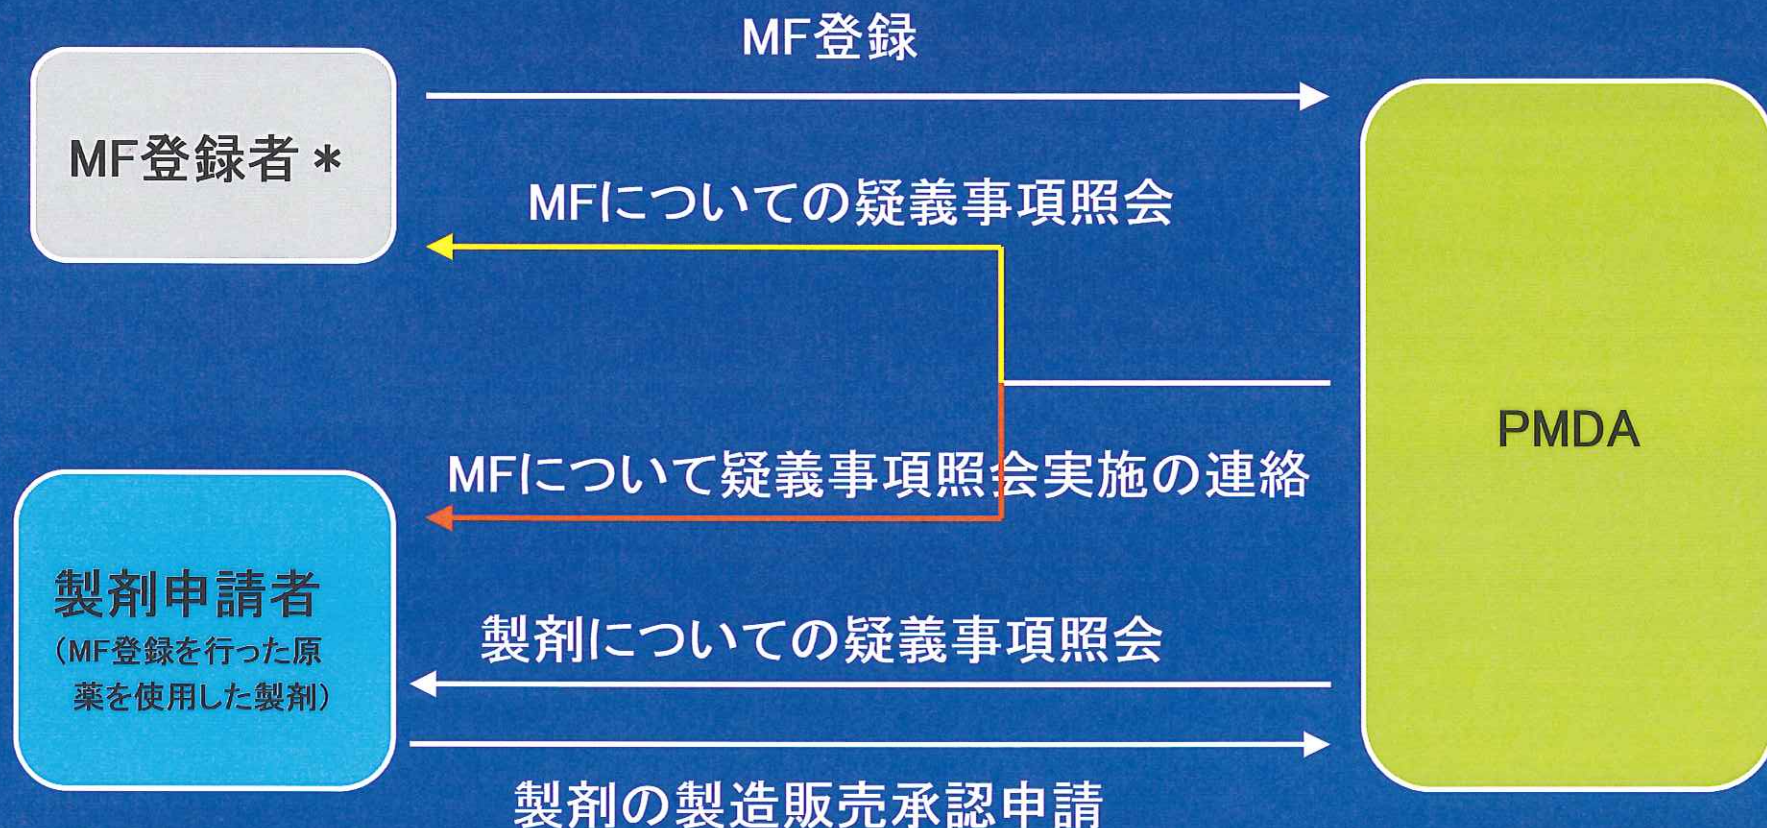 MF登録
MF登録者*
MFについての疑義事項照会
PMDA
MFについて疑義事項照会実施の連絡
製剤申請者
(MF登録を行った原
薬を使用した製剤)
製剤についての疑義事項照会
製剤の製造販売承認申請